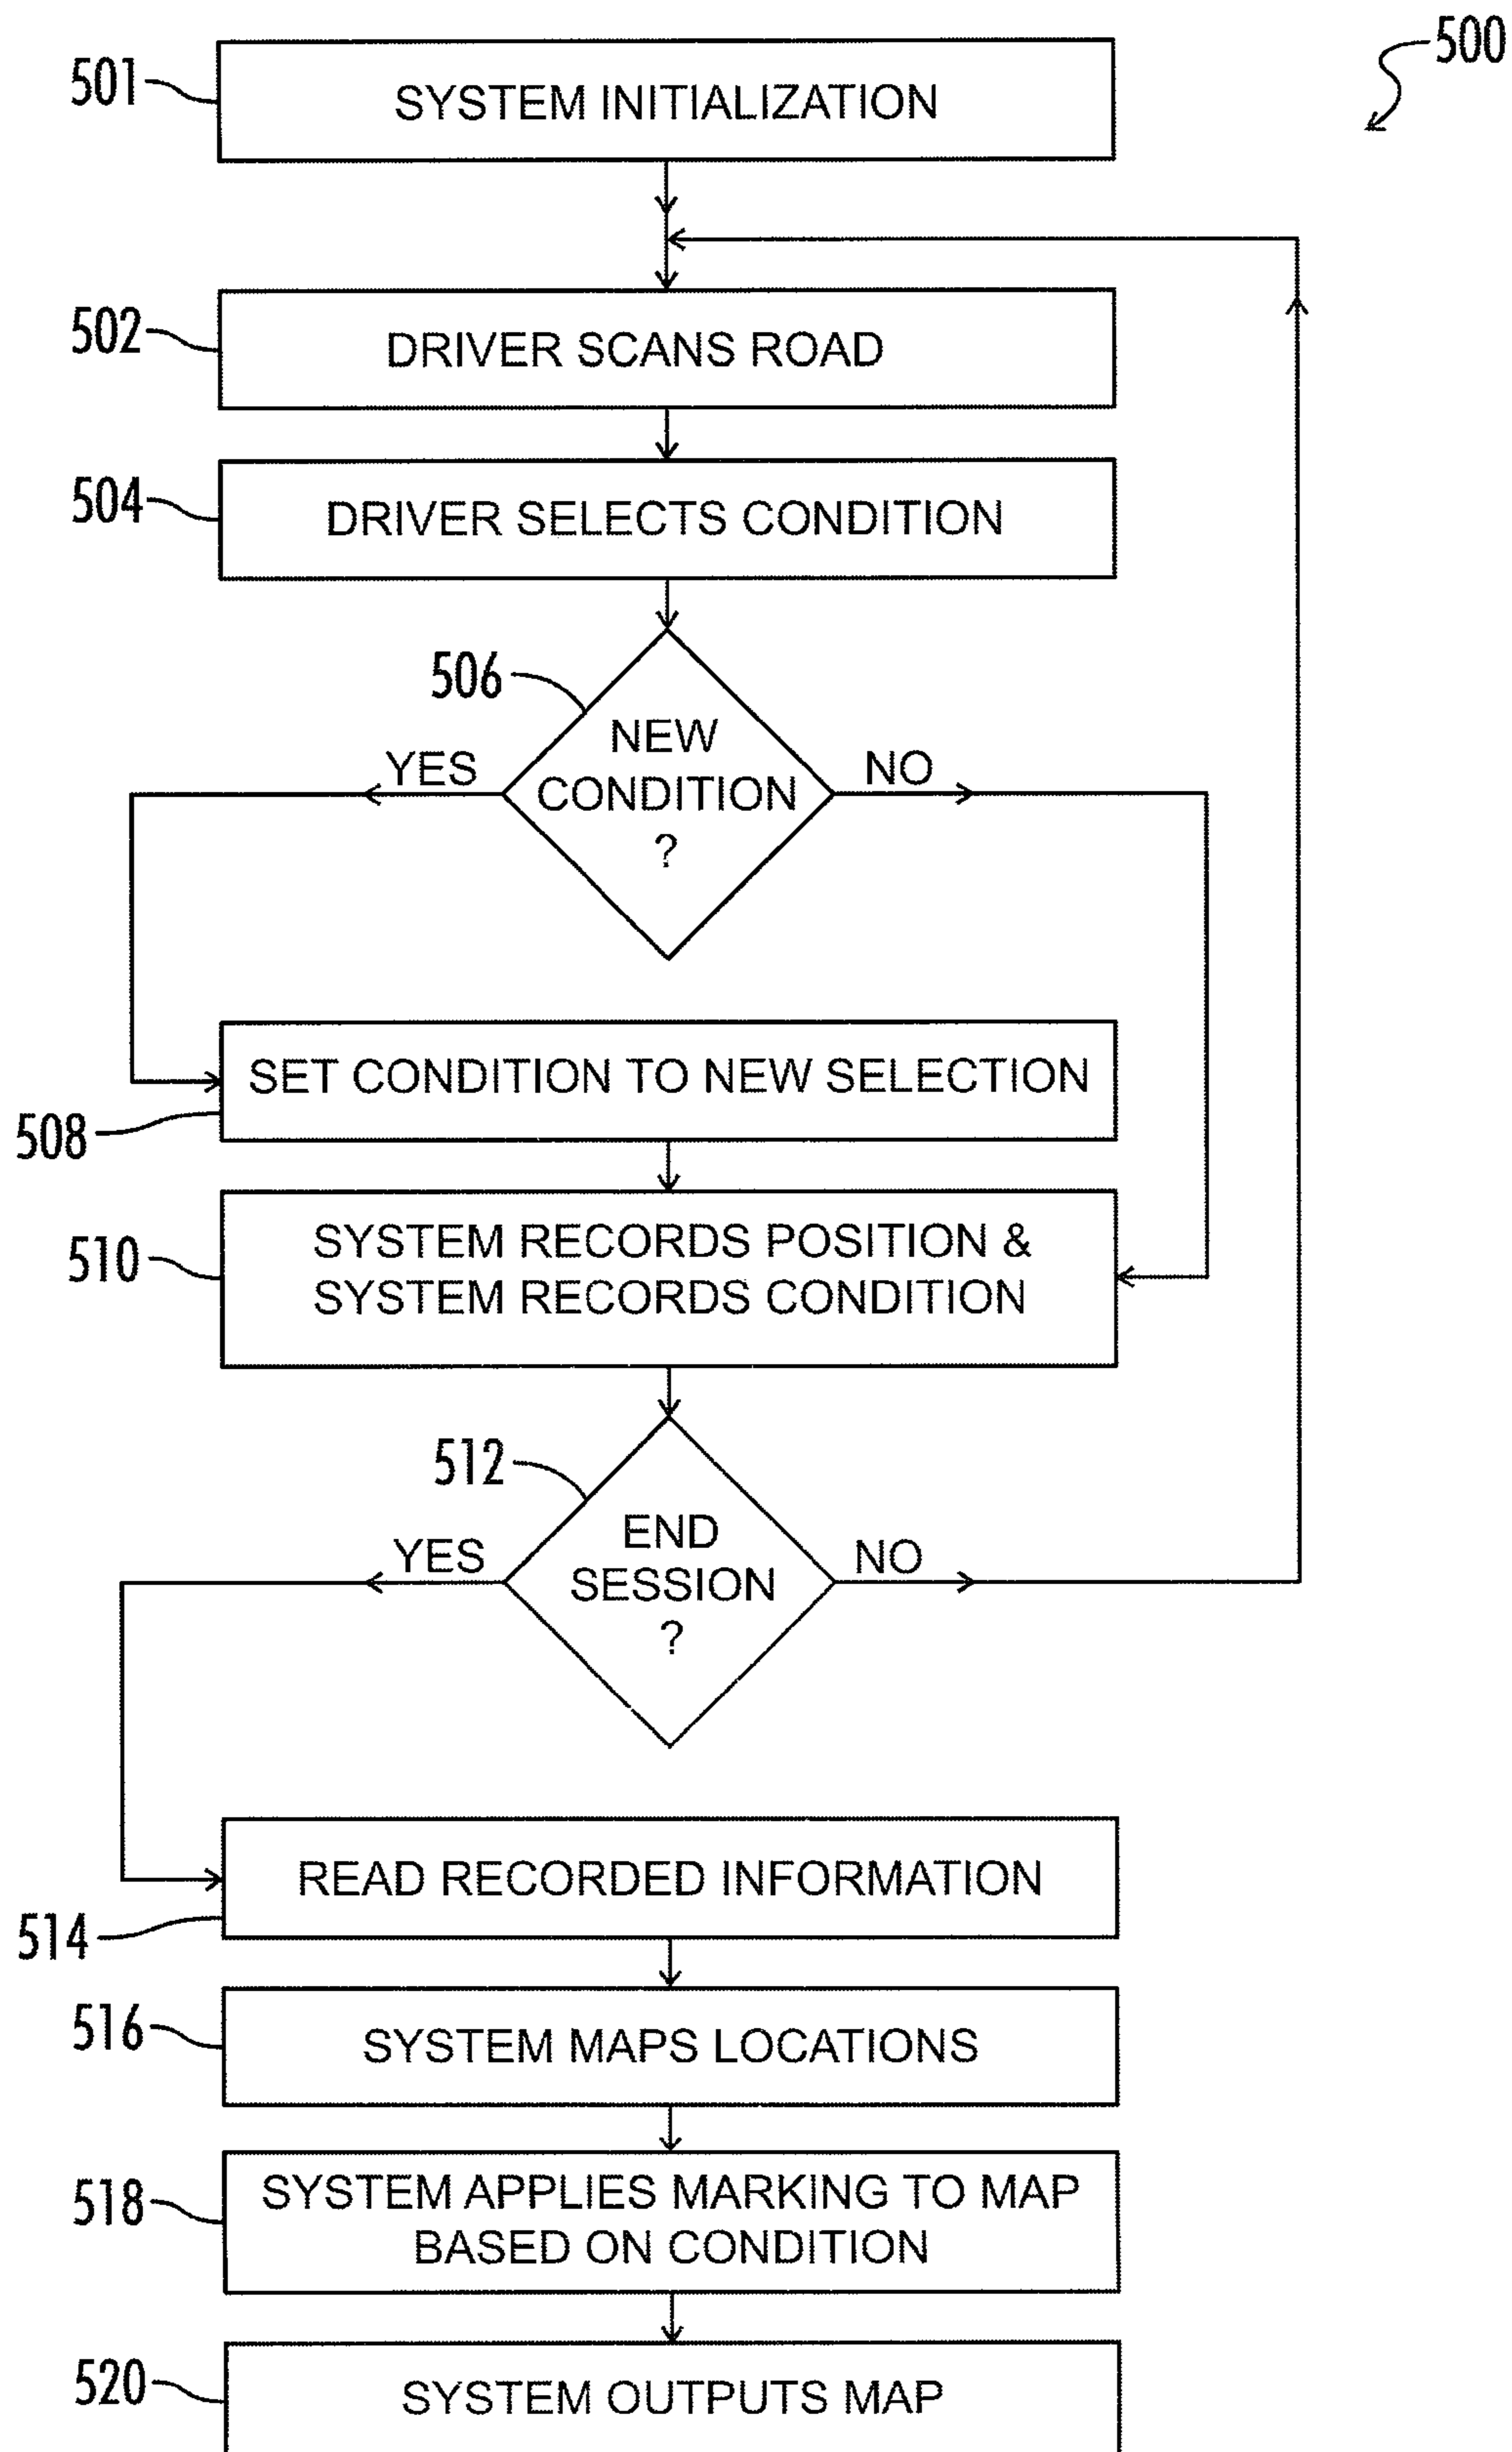 500
501
SYSTEM INITIALIZATION
502
DRIVER SCANS ROAD
504
DRIVER SELECTS CONDITION
506
NEW
CONDITION
?
YES
NO
SET CONDITION TO NEW SELECTION
508
510
SYSTEM RECORDS POSITION &
SYSTEM RECORDS CONDITION
512
END
SESSION
?
YES
NO
READ RECORDED INFORMATION
514
516
SYSTEM MAPS LOCATIONS
518
SYSTEM APPLIES MARKING TO MAP
BASED ON CONDITION
520
SYSTEM OUTPUTS MAP